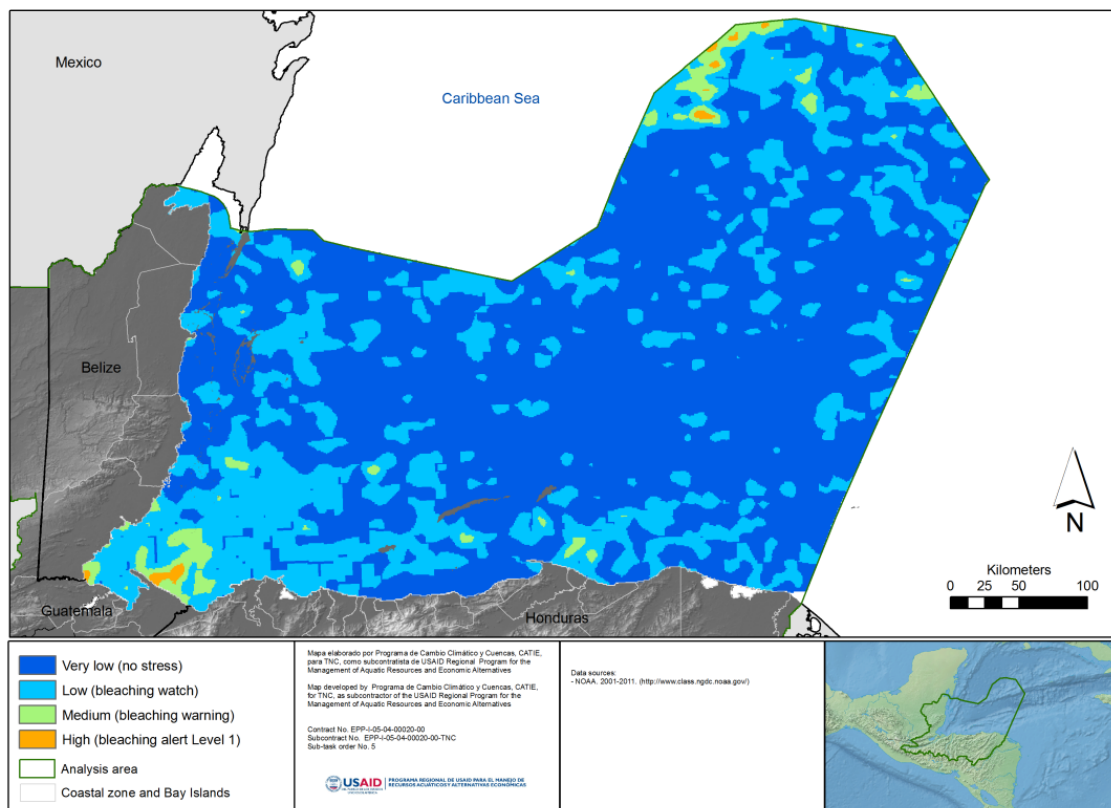 Mexico
Caribbean Sea
Belize
Guatemala
Honduras
N
Kilometers
0 25 50 100
Very low (no stress)
Low (bleaching watch)
Medium (bleaching warning)
High (bleaching alert Level 1)
Analysis area
Coastal zone and Bay Islands
Mapa elaborado por Programa de Cambio Climático y Cuencas, CATIE,
para TNC, como subcontratista de USAID Regional Program for the
Management of Aquatic Resources and Economic Alternatives
Map developed by Programa de Cambio Climático y Cuencas, CATIE,
for TNC, as subcontractor of the USAID Regional Program for the
Management of Aquatic Resources and Economic Alternatives
Contract No. EPP-I-05-04-00020-00
Subcontract No. EPP-I-05-04-00020-00-TNC
Sub-task order No. 5
USAID
PROGRAMA REGIONAL DE USAID PARA EL MANEJO DE
RECURSOS ACUÁTICOS Y ALTERNATIVAS ECONÓMICAS
Data sources:
- NOAA. 2001-2011. (http://www.class.ngdc.noaa.gov/)